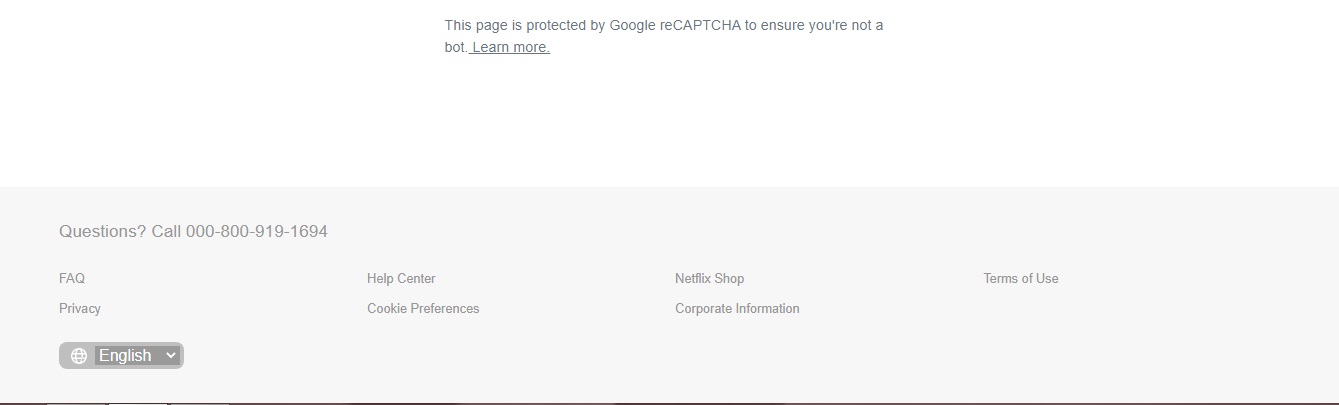 This page is protected by Google reCAPTCHA to ensure you're not a
bot. Learn more.
Questions? Call 000-800-919-1694
FAQ
Help Center
Netflix Shop
Terms of Use
Privacy
Cookie Preferences
Corporate Information
English